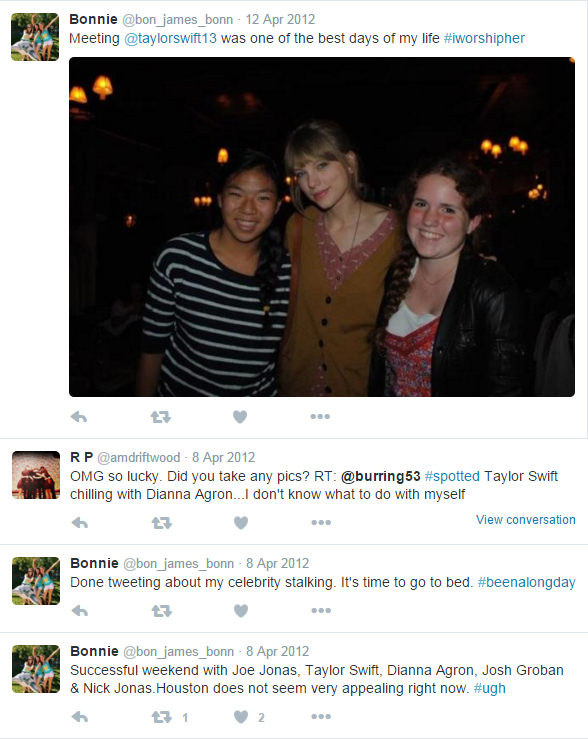 Bonnie @bon_james_bonn · 12 Apr 2012
Meeting @taylorswift13 was one of the best days of my life #iworshipher
R P @amdriftwood · 8 Apr 2012
OMG so lucky. Did you take any pics? RT: @burring53 #spotted Taylor Swift
chilling with Dianna Agron...I don't know what to do with myself
View conversation
Bonnie @bon_james_bonn · 8 Apr 2012
Done tweeting about my celebrity stalking. It's time to go to bed. #beenalongday
Bonnie @bon_james_bonn · 8 Apr 2012
Successful weekend with Joe Jonas, Taylor Swift, Dianna Agron, Josh Groban
& Nick Jonas.Houston does not seem very appealing right now. #ugh
1 2